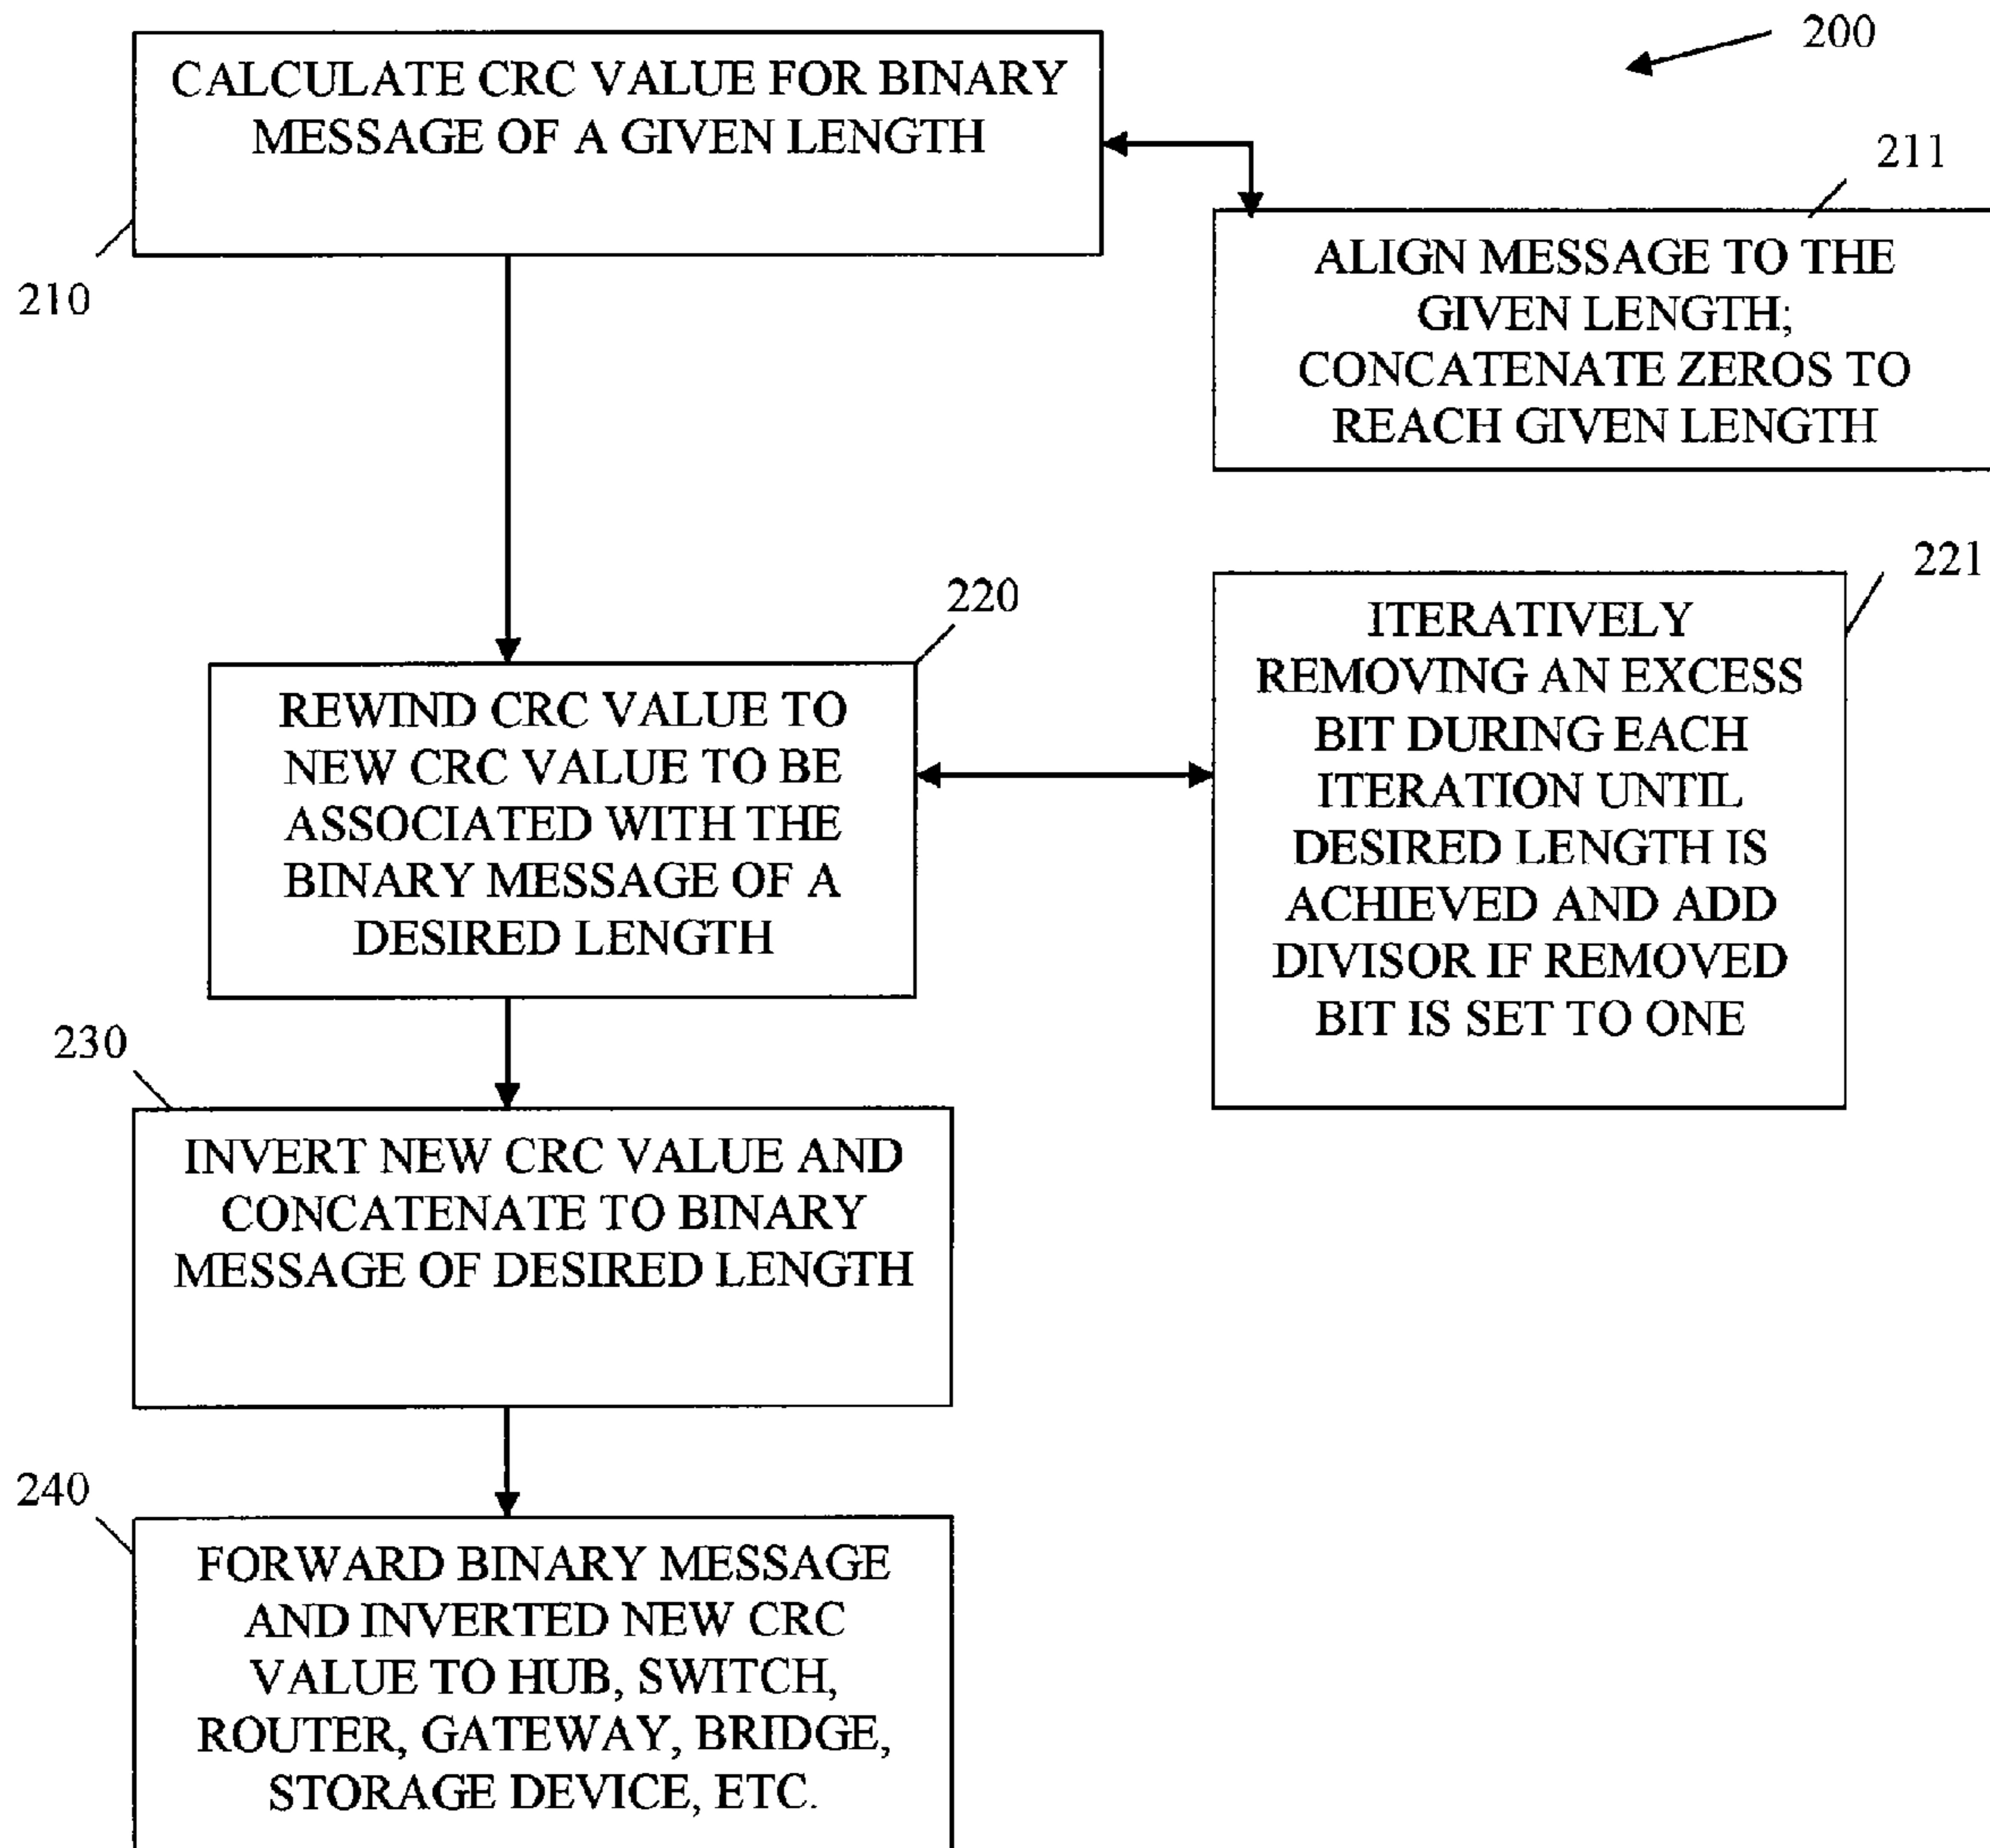 200
CALCULATE CRC VALUE FOR BINARY
MESSAGE OF A GIVEN LENGTH
210
211
ALIGN MESSAGE TO THE
GIVEN LENGTH;
CONCATENATE ZEROS TO
REACH GIVEN LENGTH
220
REWIND CRC VALUE TO
NEW CRC VALUE TO BE
ASSOCIATED WITH THE
BINARY MESSAGE OF A
DESIRED LENGTH
221
ITERATIVELY
REMOVING AN EXCESS
BIT DURING EACH
ITERATION UNTIL
DESIRED LENGTH IS
ACHIEVED AND ADD
DIVISOR IF REMOVED
BIT IS SET TO ONE
230
INVERT NEW CRC VALUE AND
CONCATENATE TO BINARY
MESSAGE OF DESIRED LENGTH
240
FORWARD BINARY MESSAGE
AND INVERTED NEW CRC
VALUE TO HUB, SWITCH,
ROUTER, GATEWAY, BRIDGE,
STORAGE DEVICE, ETC.